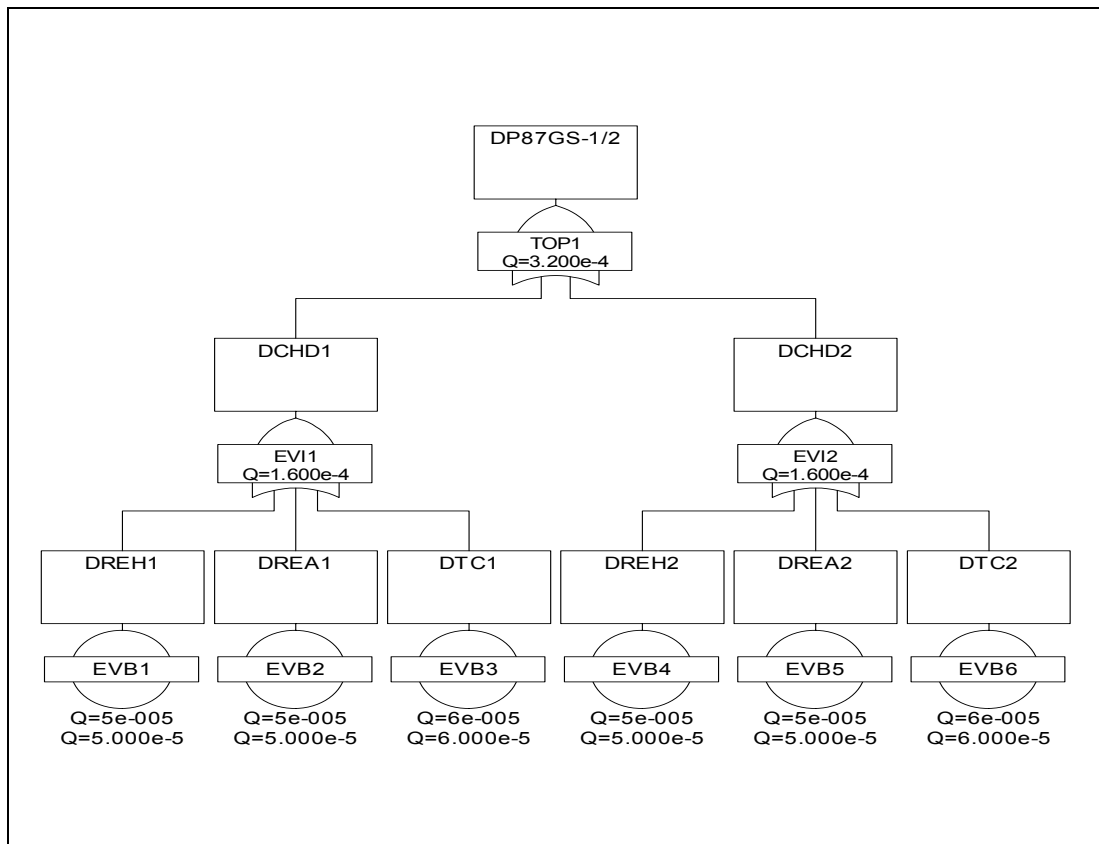 DP87GS-1/2
TOP1
Q=3.200e-4
DCHD1
DCHD2
EVI1
Q=1.600e-4
EVI2
Q=1.600e-4
DREH1
DREA1
DTC1
DREH2
DREA2
DTC2
EVB1
EVB2
EVB3
EVB4
EVB5
EVB6
Q=5e-005
Q=5.000e-5
Q=5e-005
Q=5.000e-5
Q=6e-005
Q=6.000e-5
Q=5e-005
Q=5.000e-5
Q=5e-005
Q=5.000e-5
Q=6e-005
Q=6.000e-5